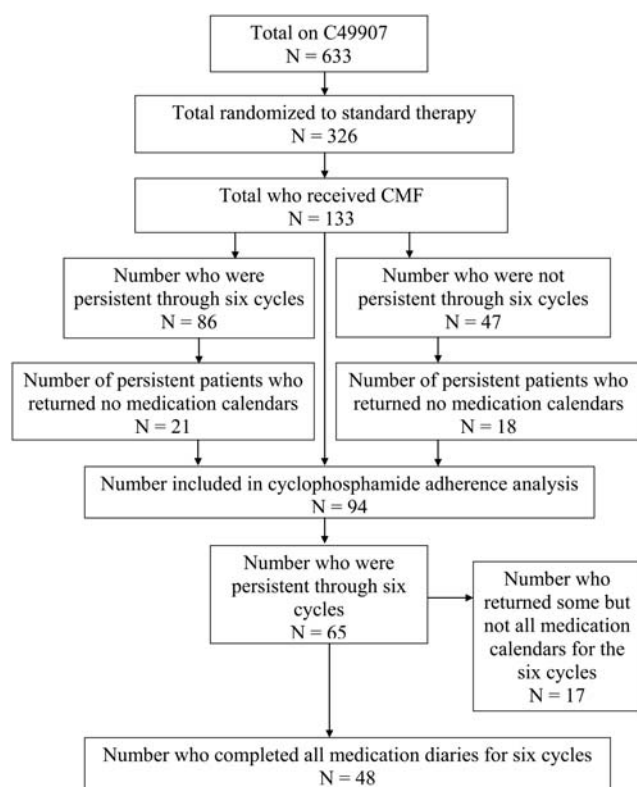 Total on C49907
N = 633
Total randomized to standard therapy
N = 326
Total who received CMF
N = 133
Number who were
persistent through six cycles
N = 86
Number who were not
persistent through six cycles
N = 47
Number of persistent patients who
returned no medication calendars
N = 21
Number of persistent patients who
returned no medication calendars
N = 18
Number included in cyclophosphamide adherence analysis
N = 94
Number who were
persistent through six
cycles
N = 65
Number who
returned some but
not all medication
calendars for the
six cycles
N = 17
Number who completed all medication diaries for six cycles
N = 48